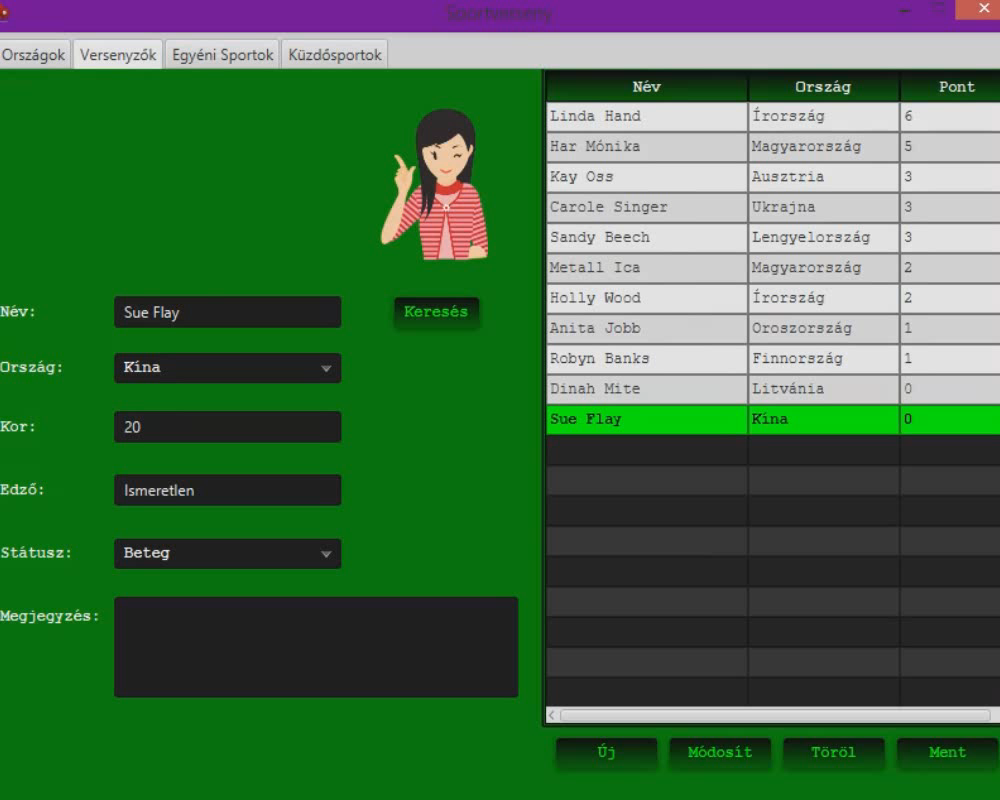 Sportverseny
Országok Versenyzők Egyéni Sportok Küzdősportok
Név Ország Pont
Linda Hand Írország 6
Har Mónika Magyarország 5
Kay Oss Ausztria 3
Carole Singer Ukrajna 3
Sandy Beech Lengyelország 3
Metall Ica Magyarország 2
Holly Wood Írország 2
Anita Jobb Oroszország 1
Robyn Banks Finnország 1
Dinah Mite Litvánia 0
Sue Flay Kína 0
Név: Sue Flay Keresés
Ország: Kína
Kor: 20
Edző: Ismeretlen
Státusz: Beteg
Megjegyzés:
Új Módosít Töröl Ment